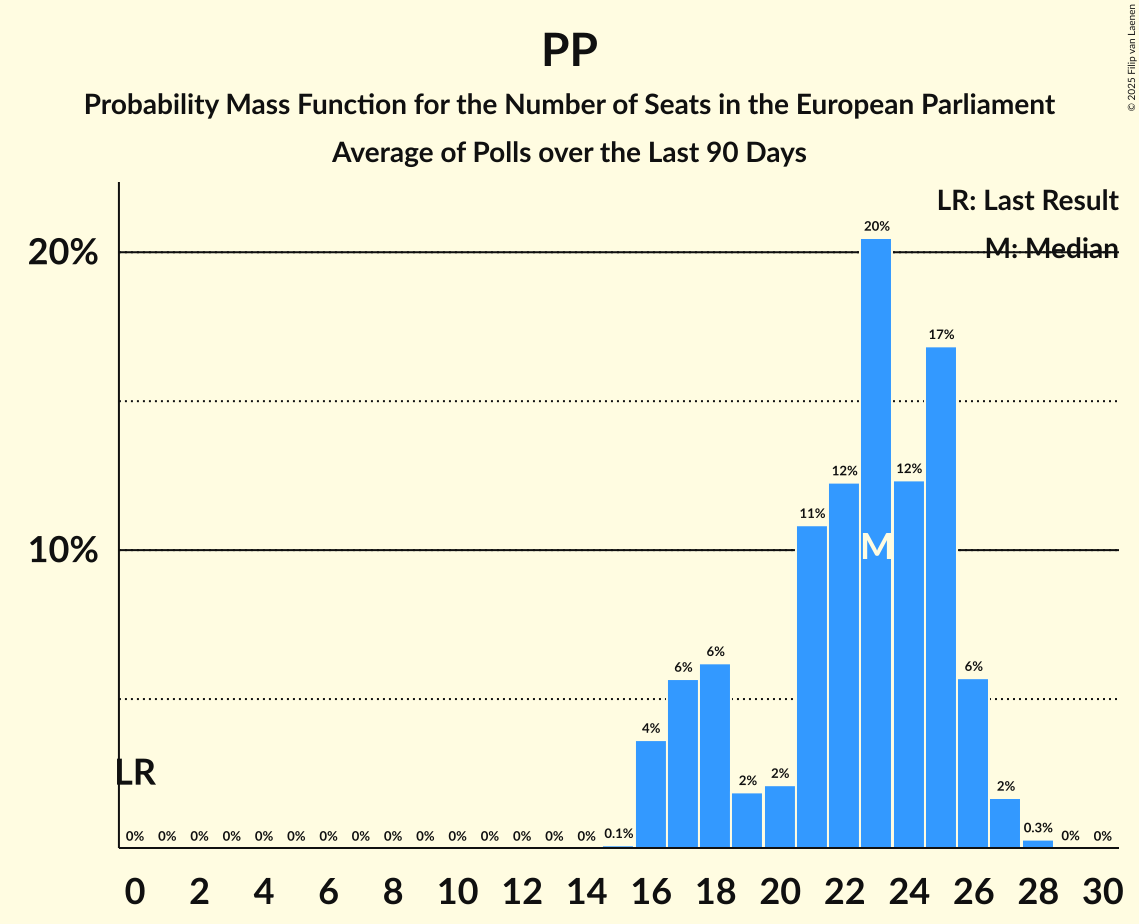 PP
Probability Mass Function for the Number of Seats in the European Parliament
Average of Polls over the Last 90 Days
© 2025 Filip van Laenen
LR: Last Result
M: Median
20%
10%
20%
17%
12%
12%
11%
M
6%
6%
6%
4%
2%
2%
2%
LR
0% 0% 0% 0% 0% 0% 0% 0% 0% 0% 0% 0% 0% 0% 0% 0.1% 0.3% 0% 0%
0 2 4 6 8 10 12 14 16 18 20 22 24 26 28 30